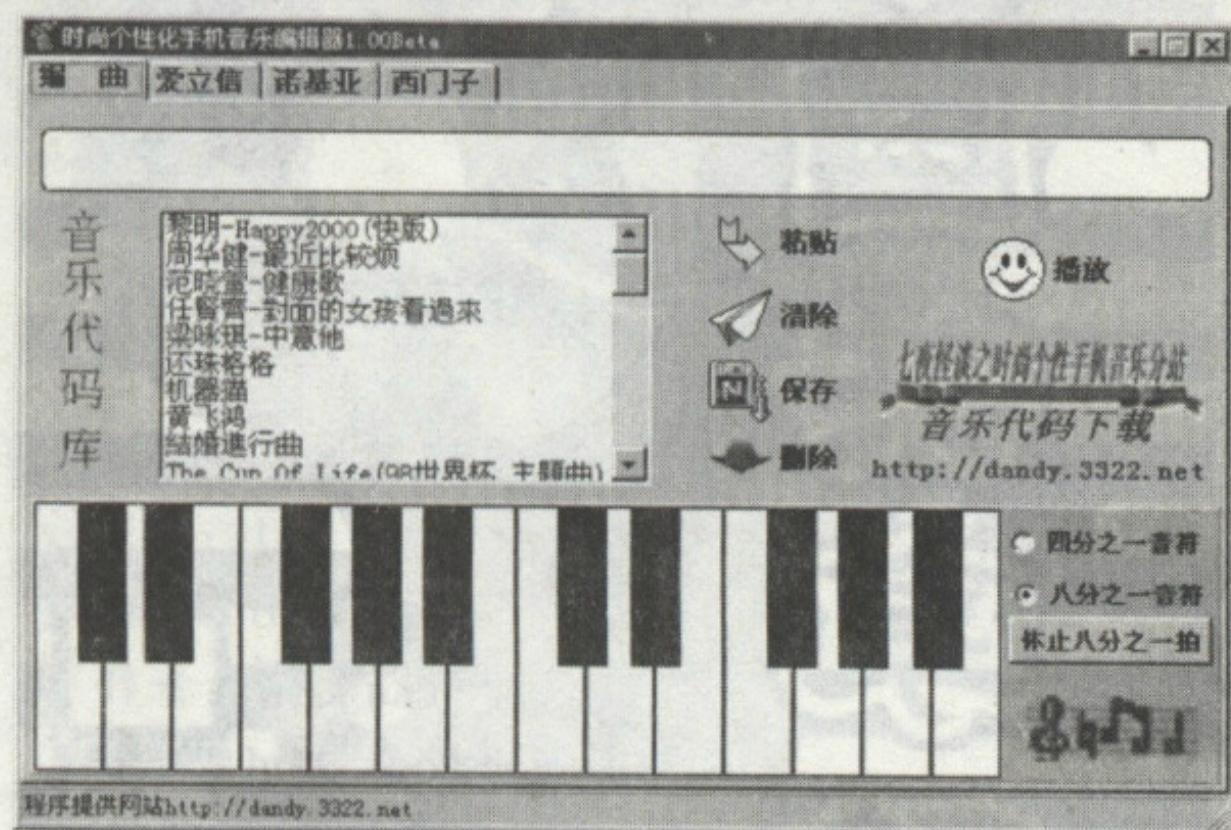 时尚个性化手机音乐编辑器1.00Beta
编 曲
爱立信
诺基亚
西门子
音乐代码库
黎明-Happy2000(快版)
周华健-最近比较烦
范晓萱-健康歌
任賢齊-對面的女孩看過來
梁咏琪-中意他
还珠格格
机器猫
黄飞鸿
結婚進行曲
The Cup Of Life(98世界杯 主題曲)
粘贴
清除
保存
删除
播放
七夜怪谈之时尚个性手机音乐分站
音乐代码下载
http://dandy.3322.net
四分之一音符
八分之一音符
休止八分之一拍
程序提供网站http://dandy.3322.net